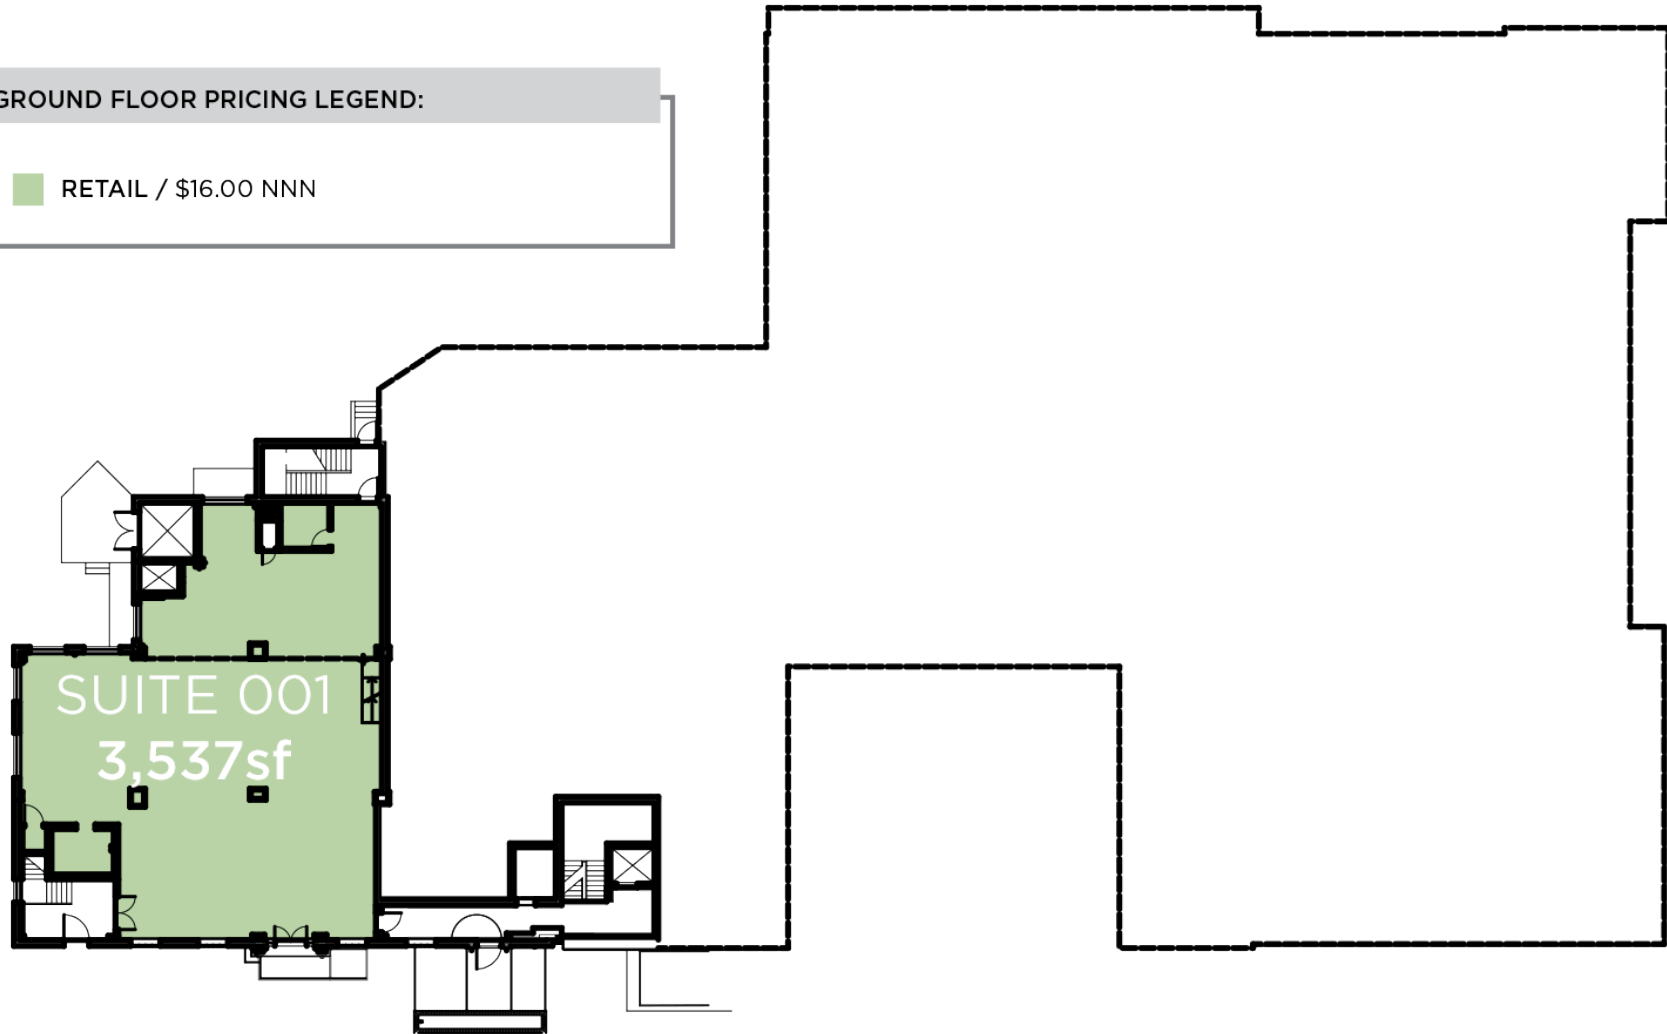 GROUND FLOOR PRICING LEGEND:
RETAIL / $16.00 NNN
SUITE 001
3,537sf